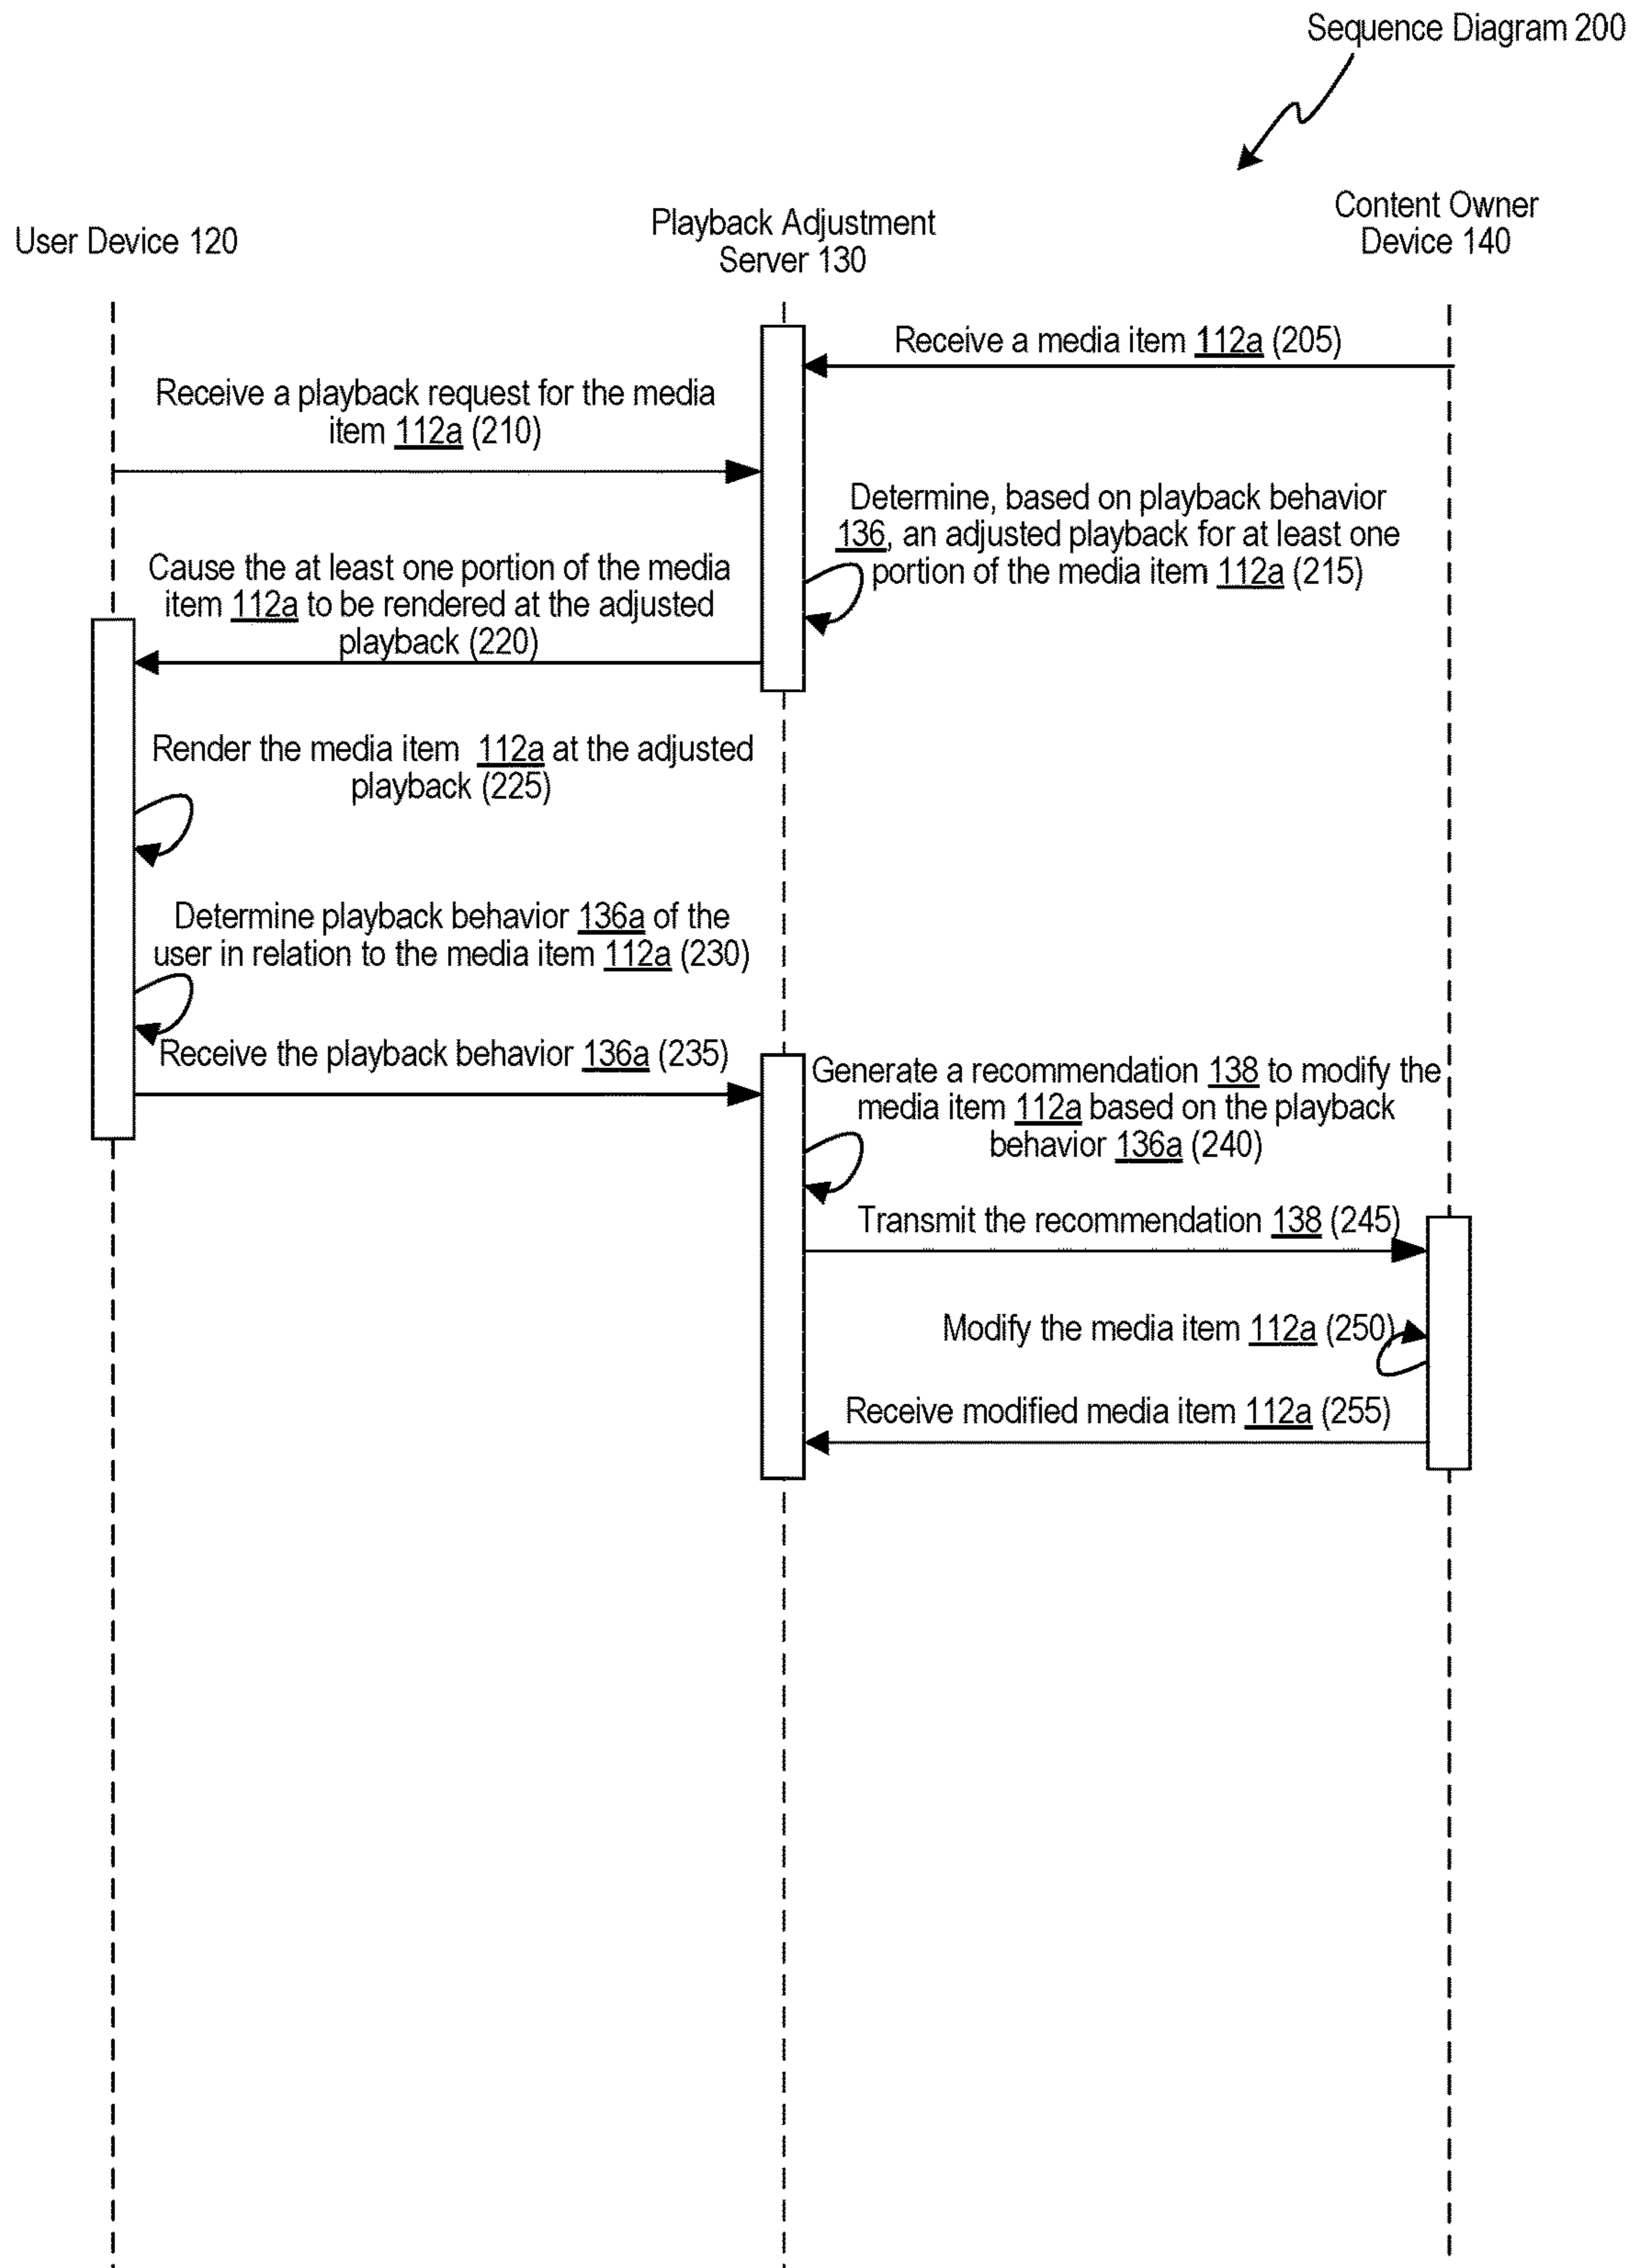 Sequence Diagram 200
User Device 120
Playback Adjustment
Server 130
Content Owner
Device 140
Receive a media item 112a (205)
Receive a playback request for the media
item 112a (210)
Determine, based on playback behavior
136, an adjusted playback for at least one
portion of the media item 112a (215)
Cause the at least one portion of the media
item 112a to be rendered at the adjusted
playback (220)
Render the media item 112a at the adjusted
playback (225)
Determine playback behavior 136a of the
user in relation to the media item 112a (230)
Receive the playback behavior 136a (235)
Generate a recommendation 138 to modify the
media item 112a based on the playback
behavior 136a (240)
Transmit the recommendation 138 (245)
Modify the media item 112a (250)
Receive modified media item 112a (255)